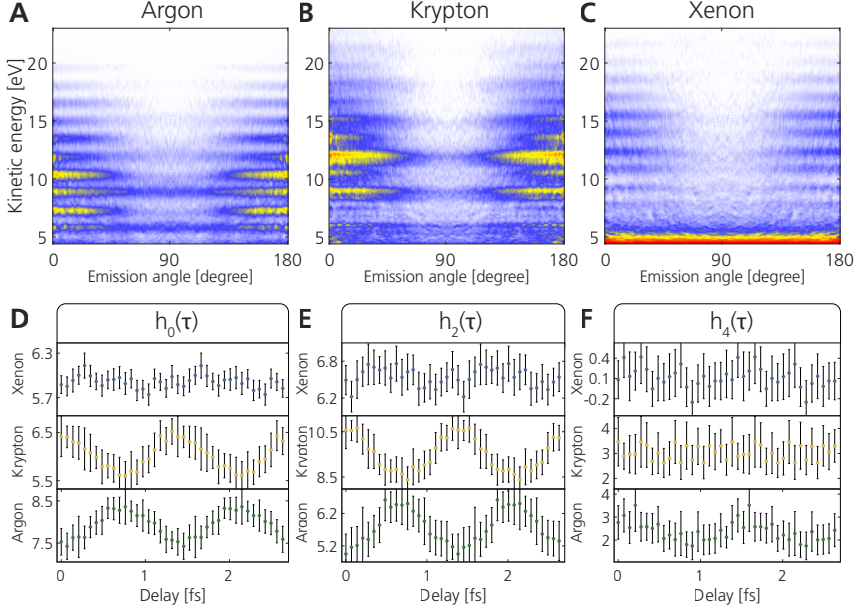 A Argon B Krypton C Xenon
Kinetic energy [eV]
20 20 20
15 15 15
10 10 10
5 5 5
0 90 180 0 90 180 0 90 180
Emission angle [degree] Emission angle [degree] Emission angle [degree]
D h₀(τ) E h₂(τ) F h₄(τ)
Xenon 6.3 5.7 Xenon 6.8 6.2 Xenon 0.4 0.1 -0.2
Krypton 6.5 5.5 Krypton 10.5 8.5 Krypton 4 3 2
Argon 8.5 7.5 Argon 6.2 5.2 Argon 4 3 2
0 1 2 0 1 2 0 1 2
Delay [fs] Delay [fs] Delay [fs]